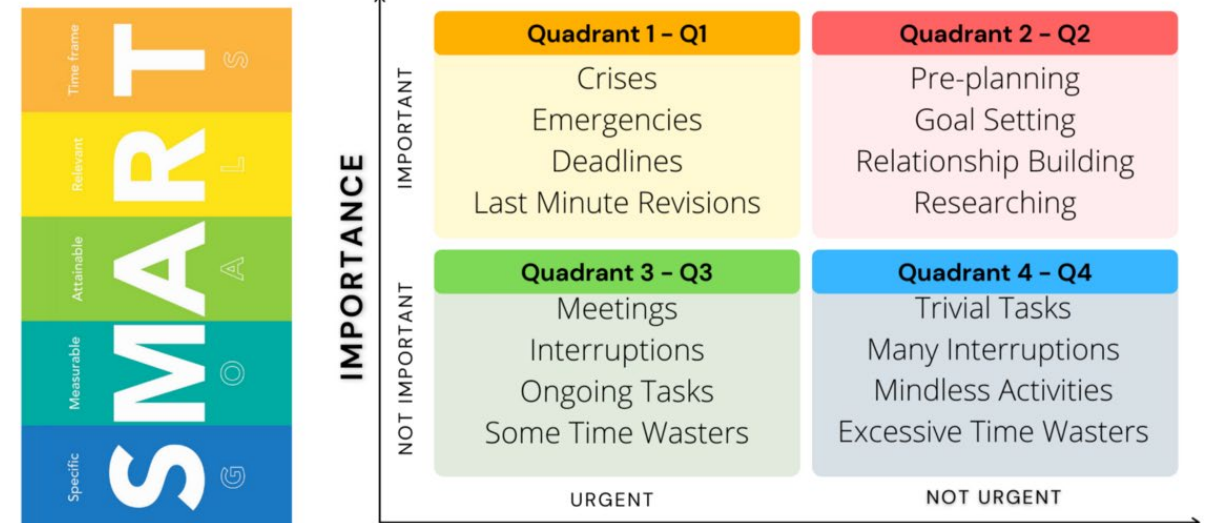 Time frame
T
S
Relevant
R
L
Attainable
A
A
Measurable
M
O
Specific
S
G
IMPORTANCE
IMPORTANT
NOT IMPORTANT
Quadrant 1 - Q1
Crises
Emergencies
Deadlines
Last Minute Revisions
Quadrant 2 - Q2
Pre-planning
Goal Setting
Relationship Building
Researching
Quadrant 3 - Q3
Meetings
Interruptions
Ongoing Tasks
Some Time Wasters
Quadrant 4 - Q4
Trivial Tasks
Many Interruptions
Mindless Activities
Excessive Time Wasters
URGENT
NOT URGENT